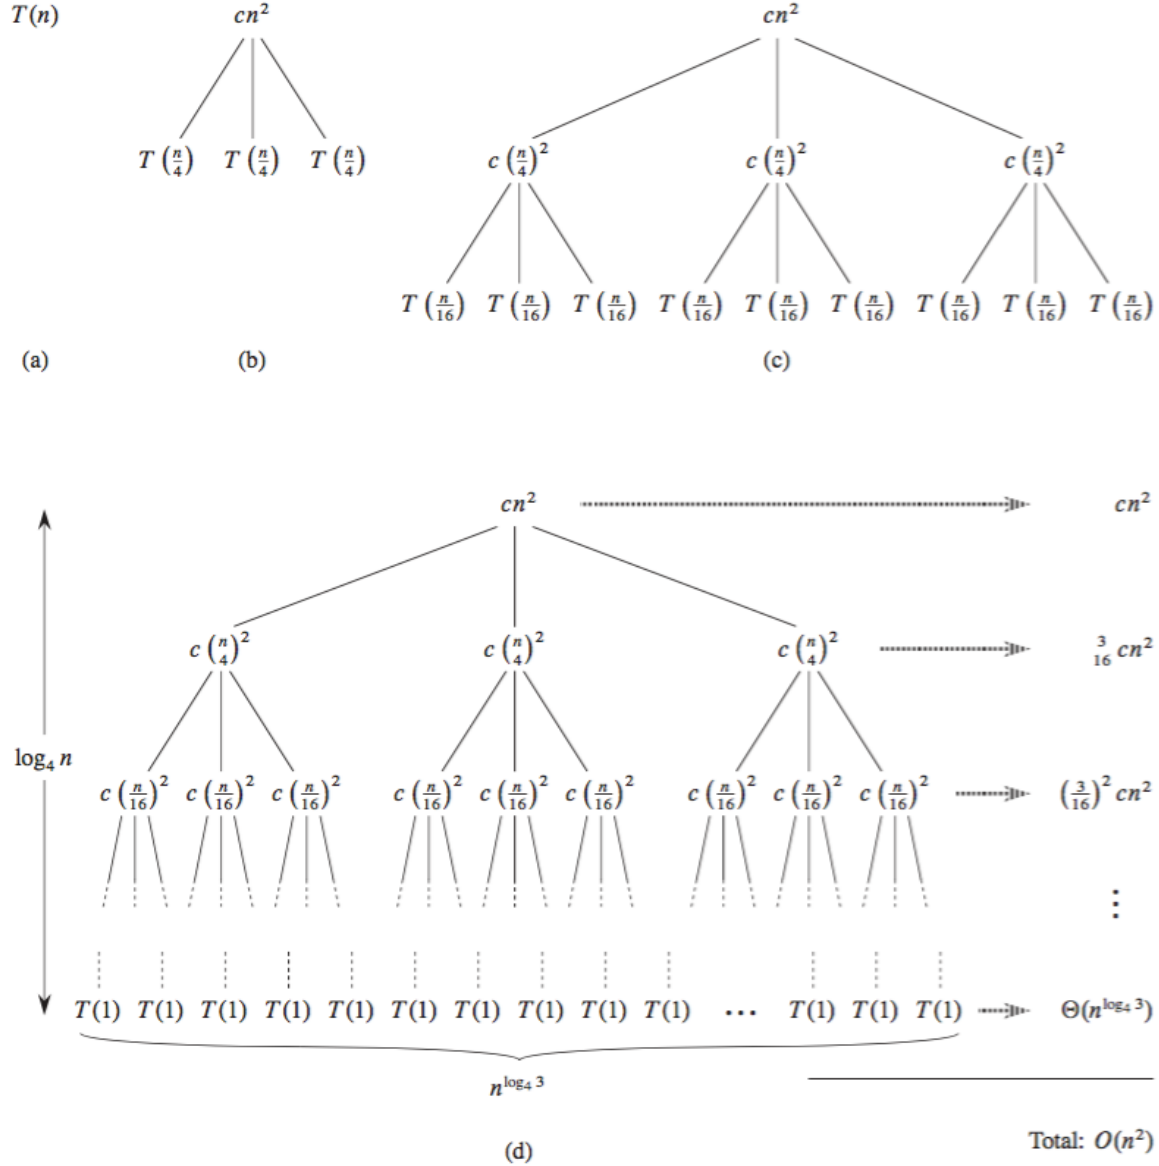 T(n) cn² cn²
T(n/4) T(n/4) T(n/4) c(n/4)² c(n/4)² c(n/4)²
T(n/16) T(n/16) T(n/16) T(n/16) T(n/16) T(n/16) T(n/16) T(n/16) T(n/16)
(a) (b) (c)
cn² cn²
c(n/4)² c(n/4)² c(n/4)² 3/16 cn²
log₄ n
c(n/16)² c(n/16)² c(n/16)² c(n/16)² c(n/16)² c(n/16)² c(n/16)² c(n/16)² c(n/16)² (3/16)² cn²
⋮
T(1) T(1) T(1) T(1) T(1) T(1) T(1) T(1) T(1) T(1) … T(1) T(1) T(1) Θ(n^(log₄ 3))
n^(log₄ 3)
Total: O(n²)
(d)